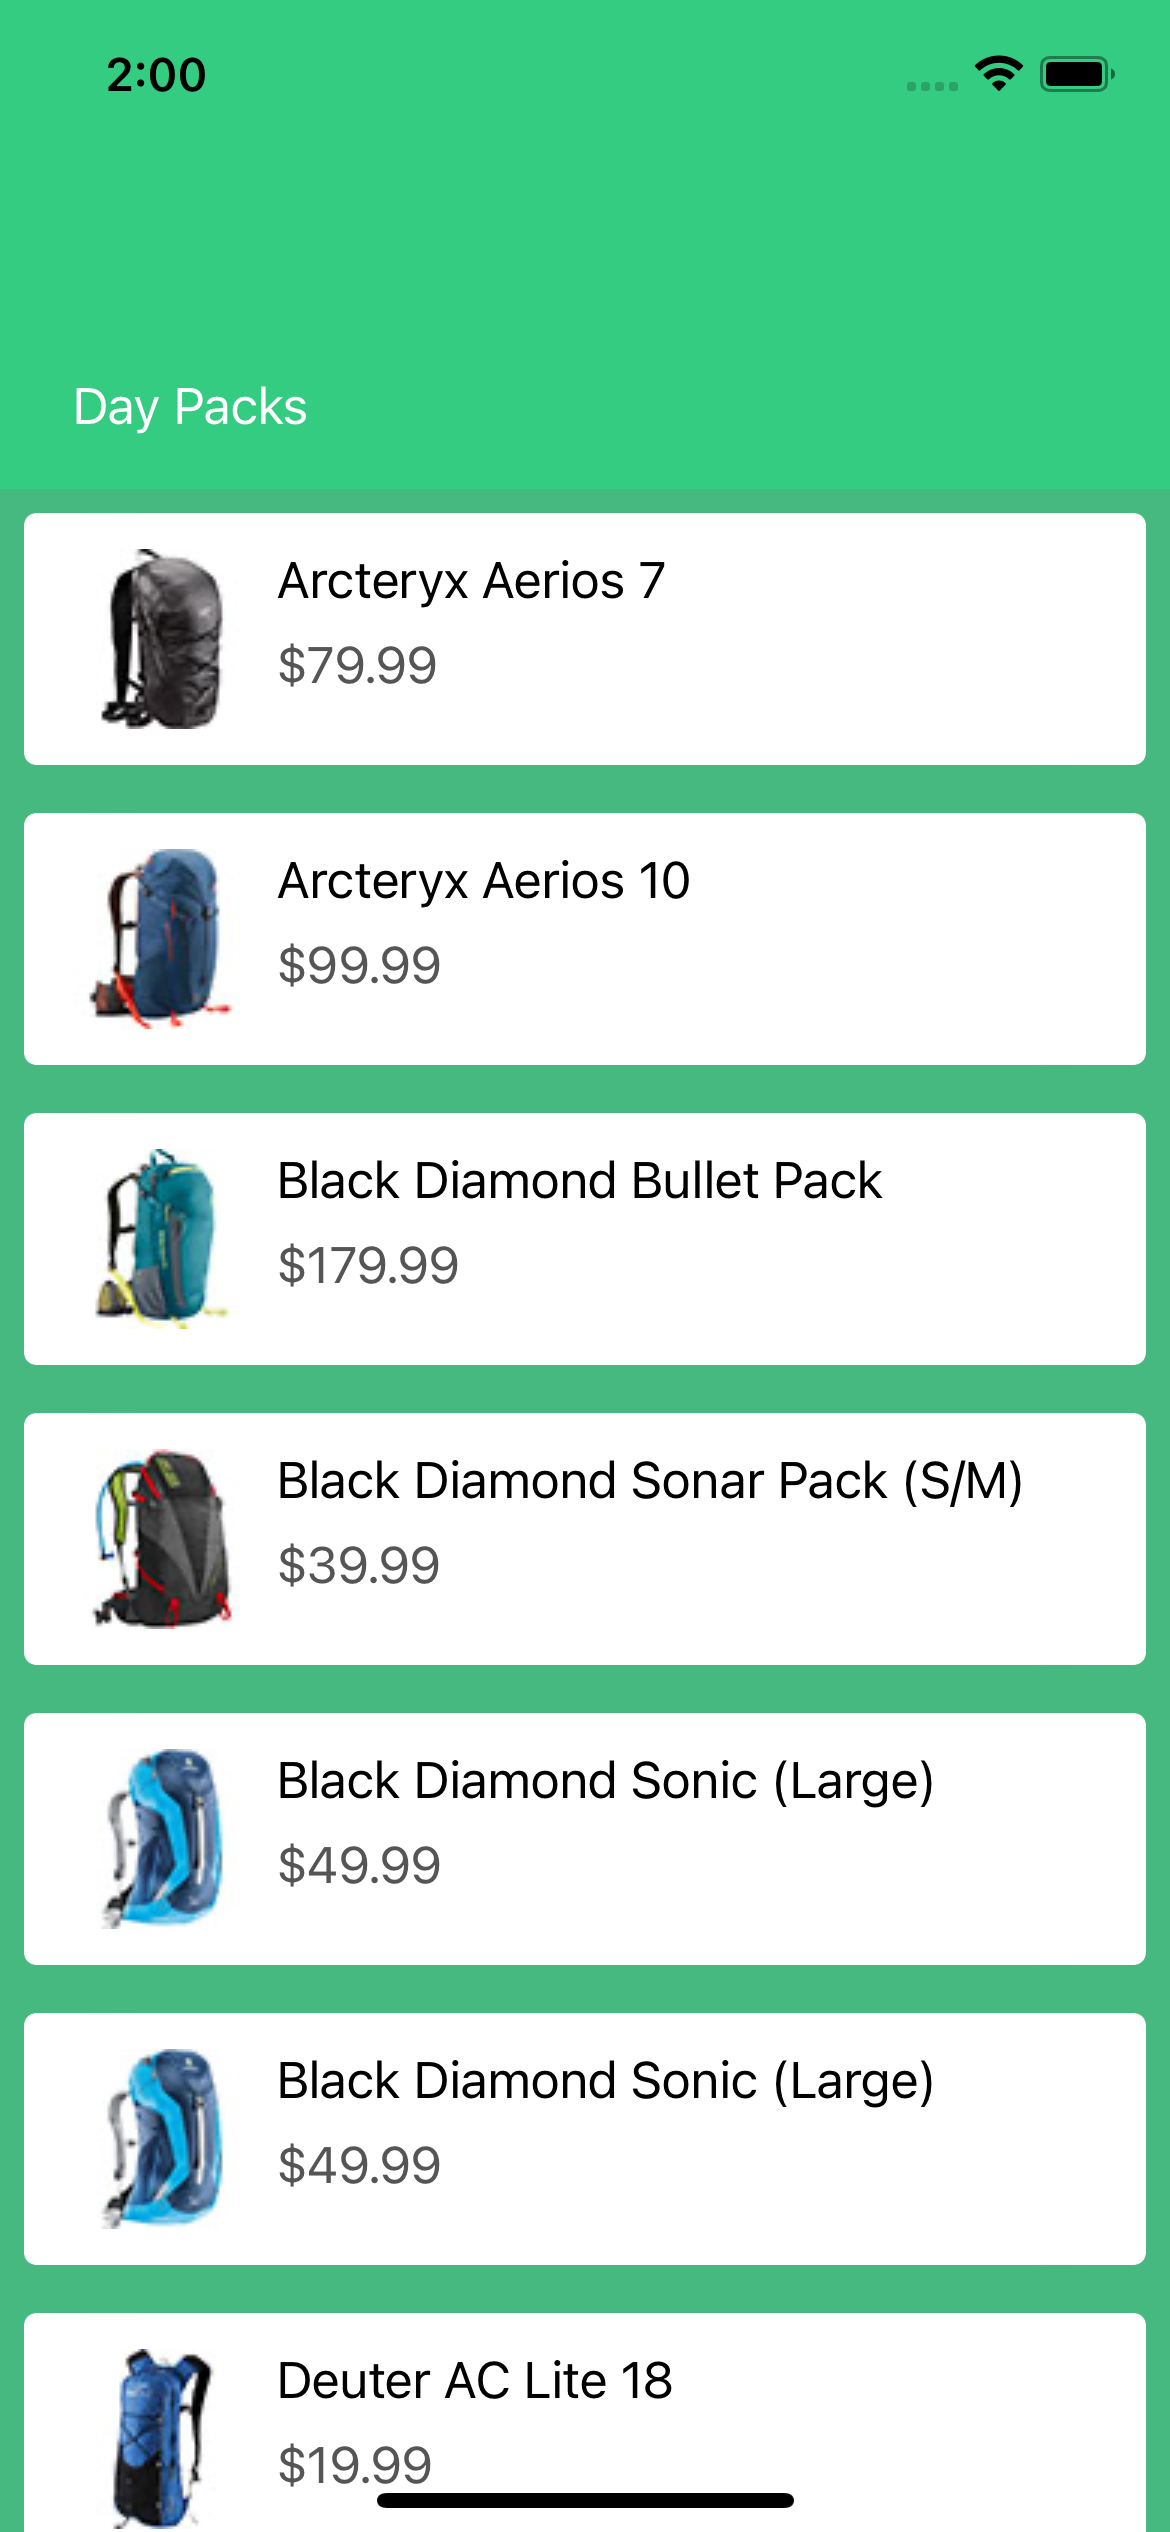 2:00
Day Packs
Arcteryx Aerios 7
$79.99
Arcteryx Aerios 10
$99.99
Black Diamond Bullet Pack
$179.99
Black Diamond Sonar Pack (S/M)
$39.99
Black Diamond Sonic (Large)
$49.99
Black Diamond Sonic (Large)
$49.99
Deuter AC Lite 18
$19.99